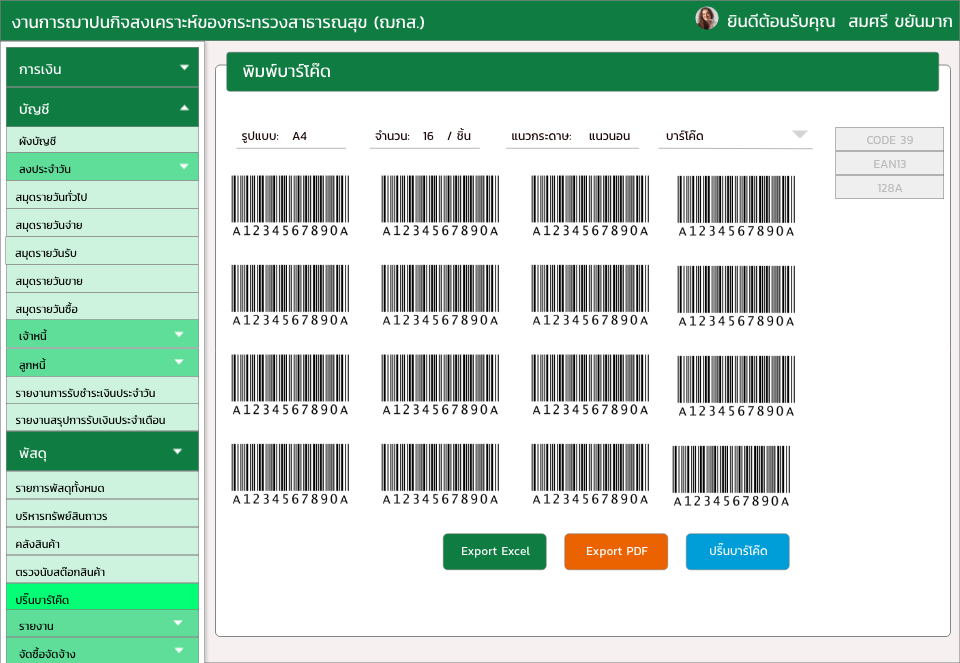 งานการฌาปนกิจสงเคราะห์ของกระทรวงสาธารณสุข (ฌกส.)
ยินดีต้อนรับคุณ สมศรี ขยันมาก
การเงิน
บัญชี
ผังบัญชี
ลงประจำวัน
สมุดรายวันทั่วไป
สมุดรายวันจ่าย
สมุดรายวันรับ
สมุดรายวันขาย
สมุดรายวันซื้อ
เจ้าหนี้
ลูกหนี้
รายงานการรับชำระเงินประจำวัน
รายงานสรุปการรับเงินประจำเดือน
พัสดุ
รายการพัสดุทั้งหมด
บริหารทรัพย์สินถาวร
คลังสินค้า
ตรวจนับสต๊อกสินค้า
ปริ๊นบาร์โค๊ต
รายงาน
จัดซื้อจัดจ้าง
พิมพ์บาร์โค๊ด
รูปแบบ: A4 จำนวน: 16 / ชิ้น แนวกระดาษ: แนวนอน บาร์โค๊ต
CODE 39
EAN13
128A
A1234567890A A1234567890A A1234567890A A1234567890A
A1234567890A A1234567890A A1234567890A A1234567890A
A1234567890A A1234567890A A1234567890A A1234567890A
A1234567890A A1234567890A A1234567890A A1234567890A
Export Excel Export PDF ปริ๊นบาร์โค๊ต